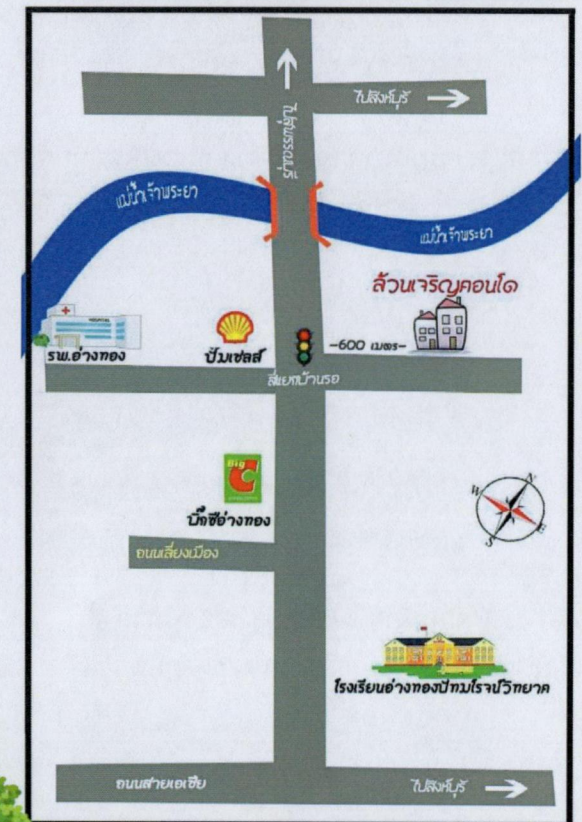 ไปสิงห์บุรี
ไปสุพรรณบุรี
แม่น้ำเจ้าพระยา
แม่น้ำเจ้าพระยา
ล้วนเจริญคอนโด
HOSPITAL
รพ.อ่างทอง
ปั๊มเชลส์
-600 เมตร-
สี่แยกบ้านรอ
Big
C
บิ๊กซีอ่างทอง
N
W
E
S
ถนนเลี่ยงเมือง
โรงเรียนอ่างทองปัทมโรจน์วิทยาค
ถนนสายเอเซีย
ไปสิงห์บุรี